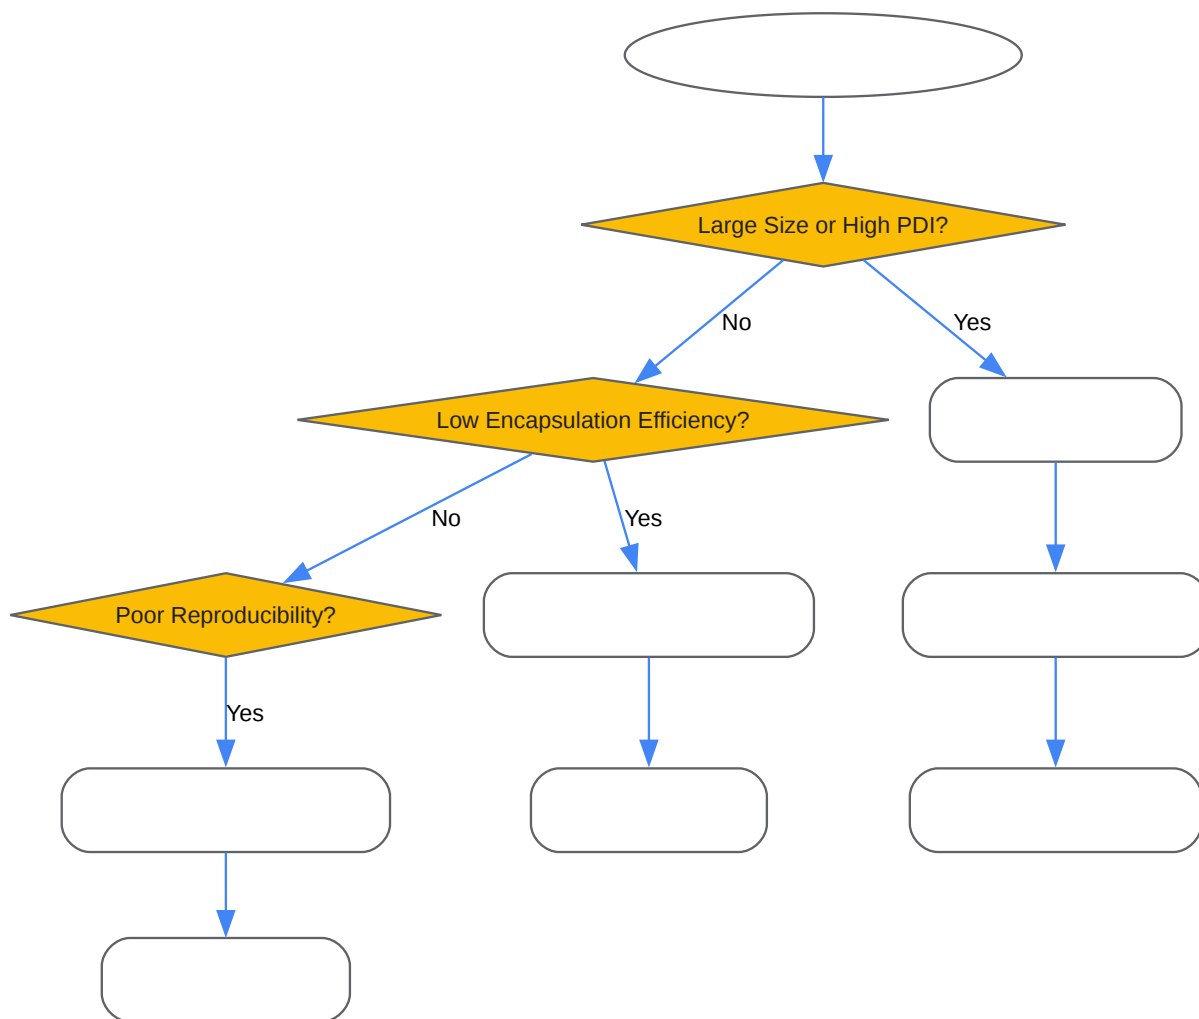 Large Size or High PDI?
No
Yes
Low Encapsulation Efficiency?
No
Yes
Poor Reproducibility?
Yes